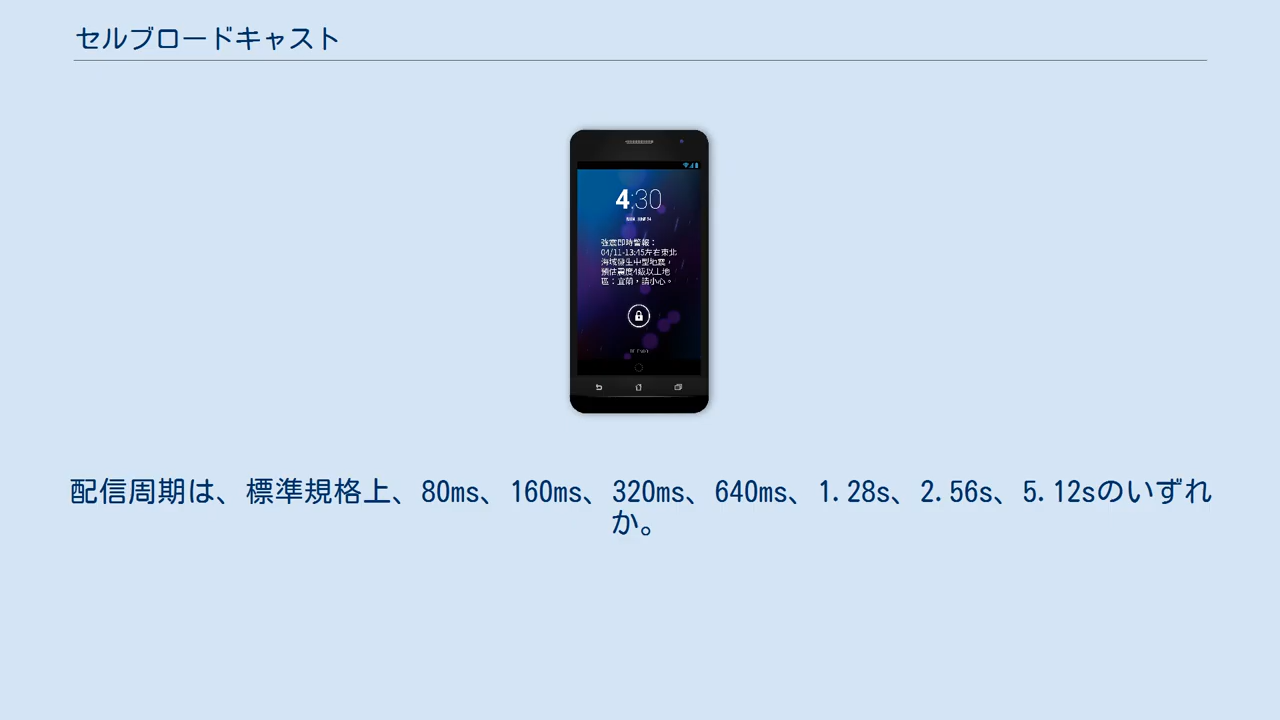 セルブロードキャスト
4:30
強震即時警報：
04/11-13:45左右東北
海域發生中型地震，
預估震度4級以上地
區：宜蘭，請小心。
配信周期は、標準規格上、80ms、160ms、320ms、640ms、1.28s、2.56s、5.12sのいずれ
か。